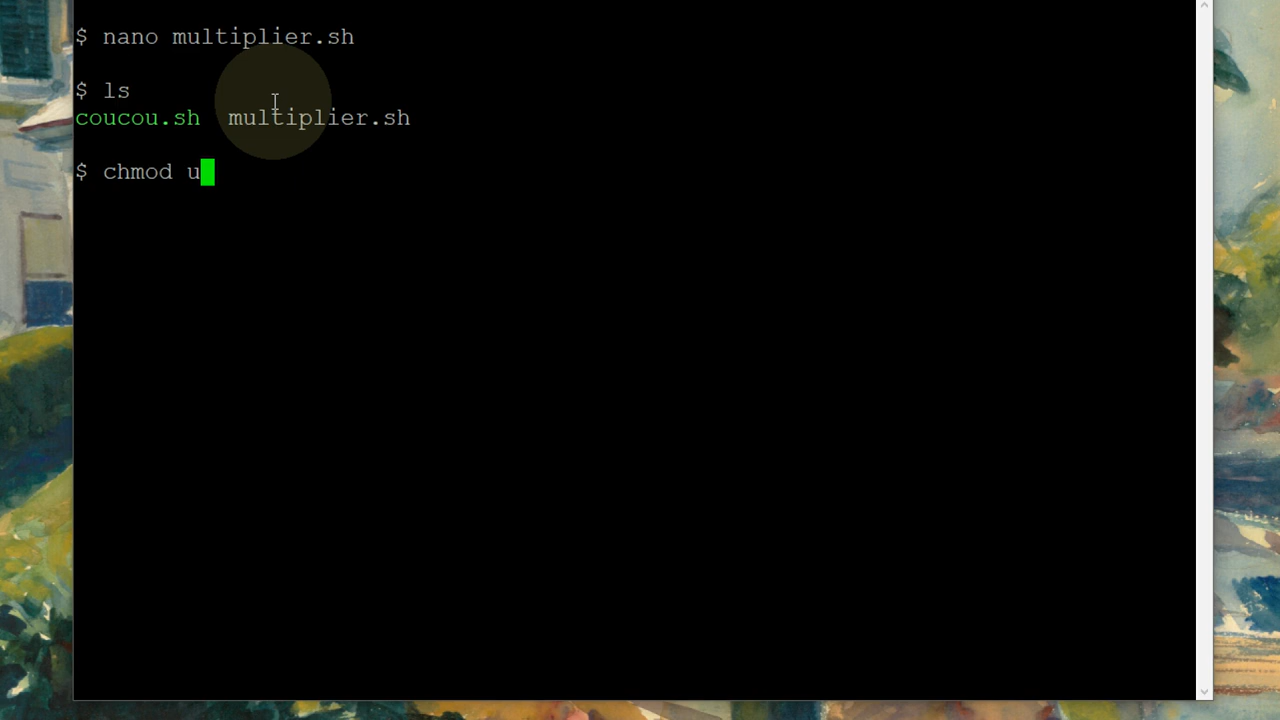 $ nano multiplier.sh
$ ls
coucou.sh  multiplier.sh
$ chmod u